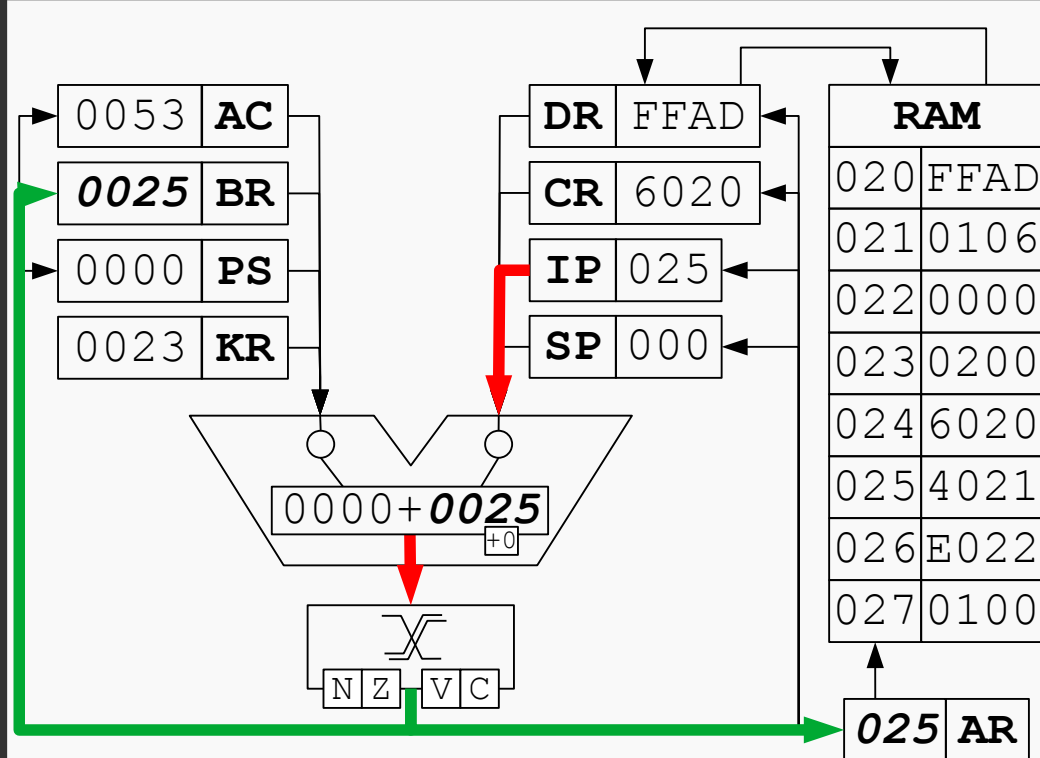 0053 AC
0025 BR
0000 PS
0023 KR
DR FFAD
CR 6020
IP 025
SP 000
RAM
020 FFAD
021 0106
022 0000
023 0200
024 6020
025 4021
026 E022
027 0100
0000+0025
+0
N Z V C
025 AR